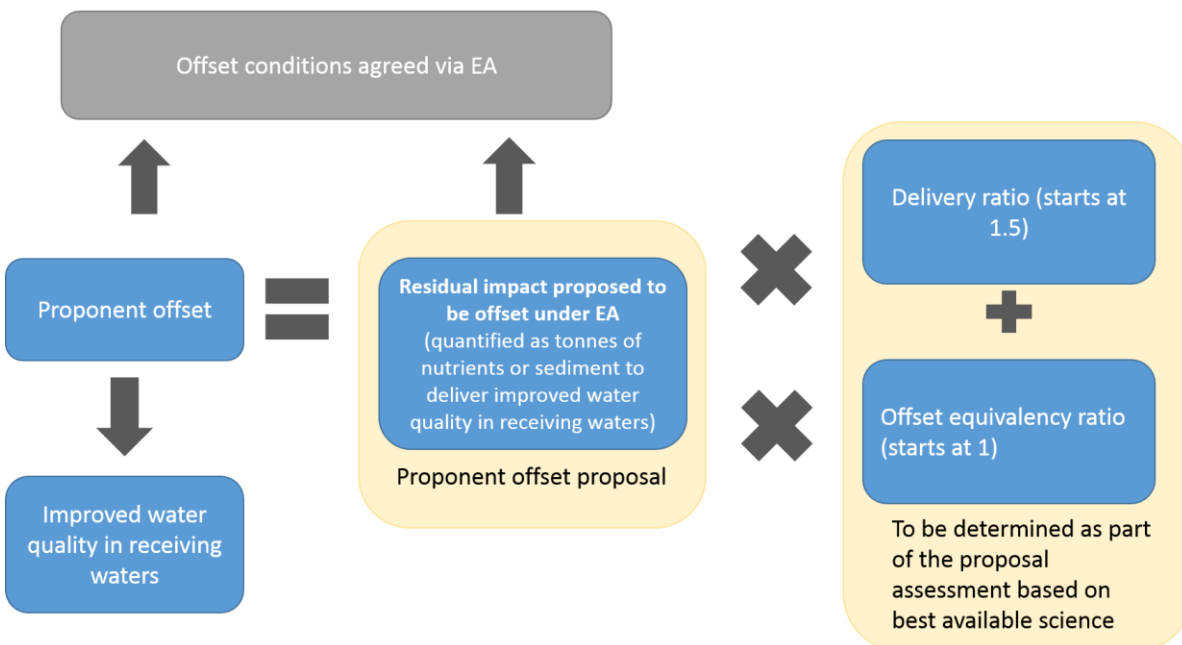 Offset conditions agreed via EA
Proponent offset
Improved water
quality in receiving
waters
Residual impact proposed to
be offset under EA
(quantified as tonnes of
nutrients or sediment to
deliver improved water
quality in receiving waters)
Proponent offset proposal
Delivery ratio (starts at
1.5)
Offset equivalency ratio
(starts at 1)
To be determined as part
of the proposal
assessment based on
best available science